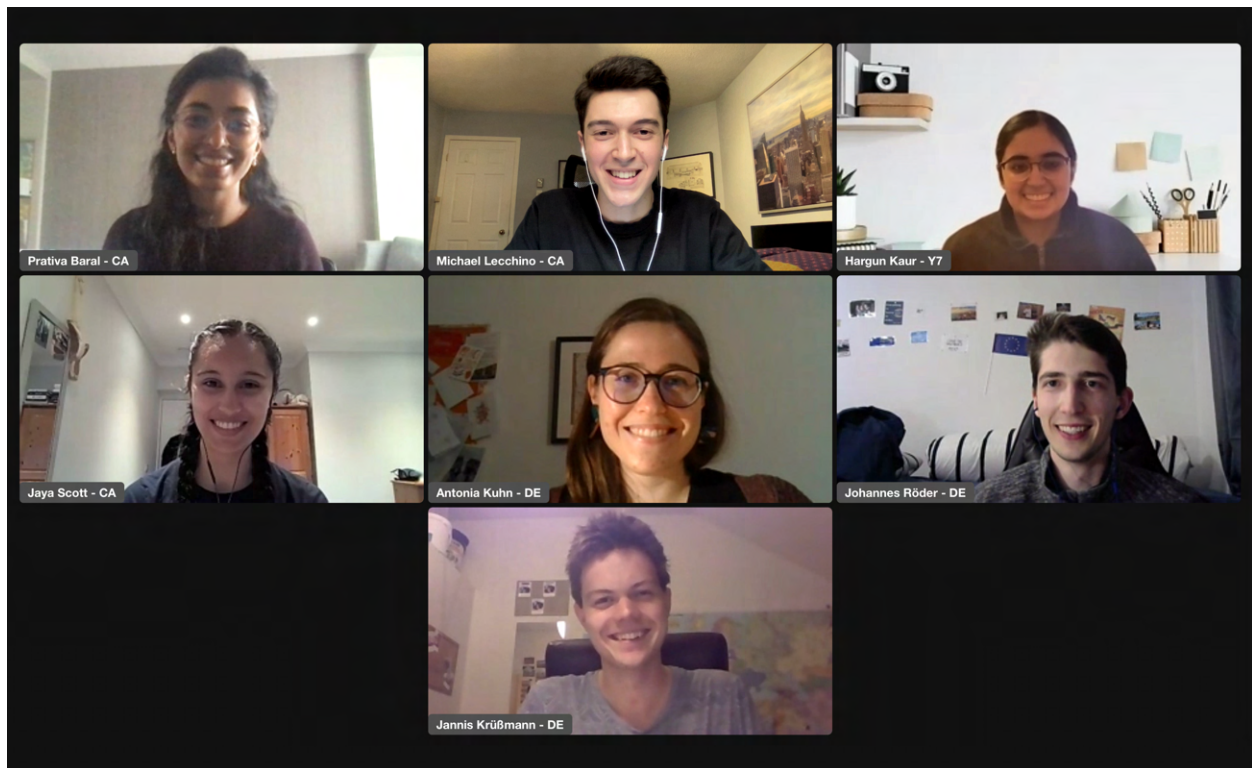 Prativa Baral - CA
Michael Lecchino - CA
Hargun Kaur - Y7
Jaya Scott - CA
Antonia Kuhn - DE
Johannes Röder - DE
Jannis Krüßmann - DE